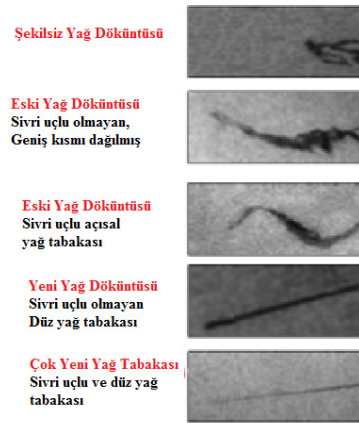 Şekilsiz Yağ Döküntüsü
Eski Yağ Döküntüsü
Sivri uçlu olmayan,
Geniş kısmı dağılmış
Eski Yağ Döküntüsü
Sivri uçlu açısal
yağ tabakası
Yeni Yağ Döküntüsü
Sivri uçlu olmayan
Düz yağ tabakası
Çok Yeni Yağ Tabakası
Sivri uçlu ve düz yağ
tabakası